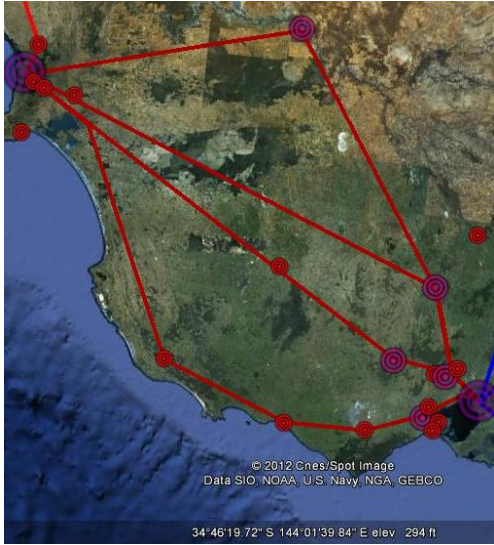 © 2012 Cnes/Spot Image
Data SIO, NOAA, U.S. Navy, NGA, GEBCO
34°46'19.72" S 144°01'39.84" E elev 294 ft